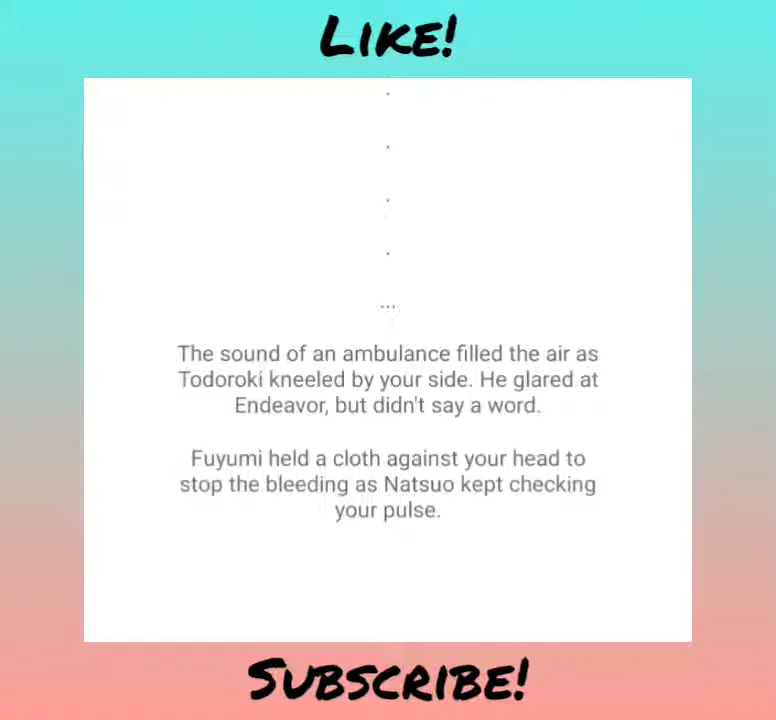 LIKE!
.
.
.
.
...
The sound of an ambulance filled the air as
Todoroki kneeled by your side. He glared at
Endeavor, but didn't say a word.
Fuyumi held a cloth against your head to
stop the bleeding as Natsuo kept checking
your pulse.
SUBSCRIBE!